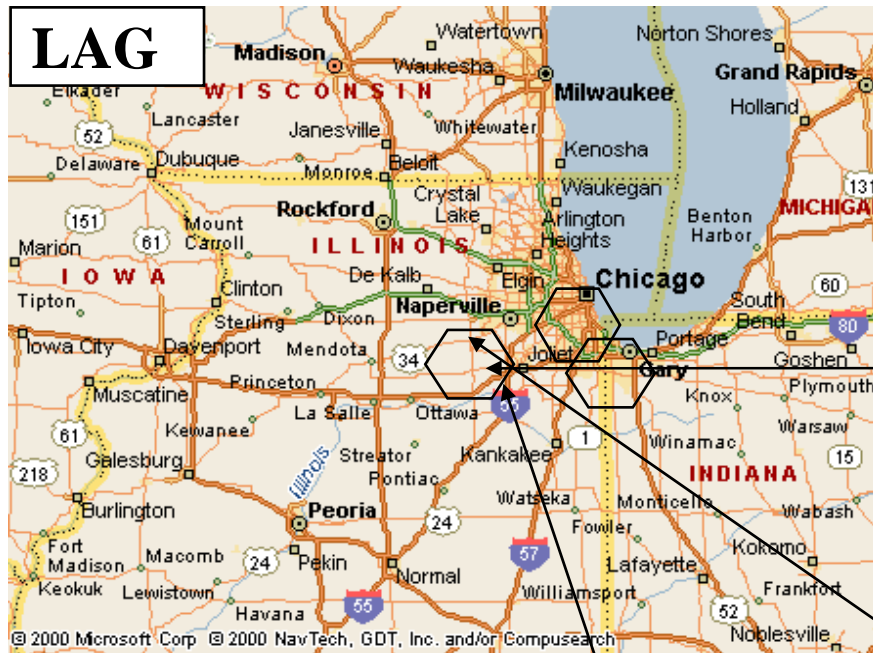 LAG
Watertown
Norton Shores
Madison
Waukesha
Grand Rapids
Elkader
WISCONSIN
Milwaukee
Lancaster
Holland
52
Janesville
Whitewater
Delaware
Dubuque
Beloit
Kenosha
Monroe
Crystal Lake
Waukegan
131
Rockford
Arlington Heights
MICHIGA
151
Mount Carroll
Benton Harbor
61
Marion
ILLINOIS
IOWA
De Kalb
Elgin
Chicago
Clinton
60
Tipton
Naperville
South Bend
Sterling
Dixon
80
Iowa City
Mendota
34
Joliet
Portage
Davenport
Goshen
Gary
Princeton
Plymouth
Muscatine
La Salle
Ottawa
55
Knox
Kewanee
Warsaw
61
1
Winamac
Streator
Kankakee
15
Galesburg
Illinois
INDIANA
218
Pontiac
Watseka
Monticello
Burlington
Peoria
24
Wabash
Fowler
Fort Madison
Macomb
Pekin
57
Kokomo
24
Normal
Lafayette
Keokuk
Lewistown
Williamsport
Frankfort
Havana
55
52
Noblesville
© 2000 Microsoft Corp © 2000 NavTech, GDT, Inc. and/or Compusearch